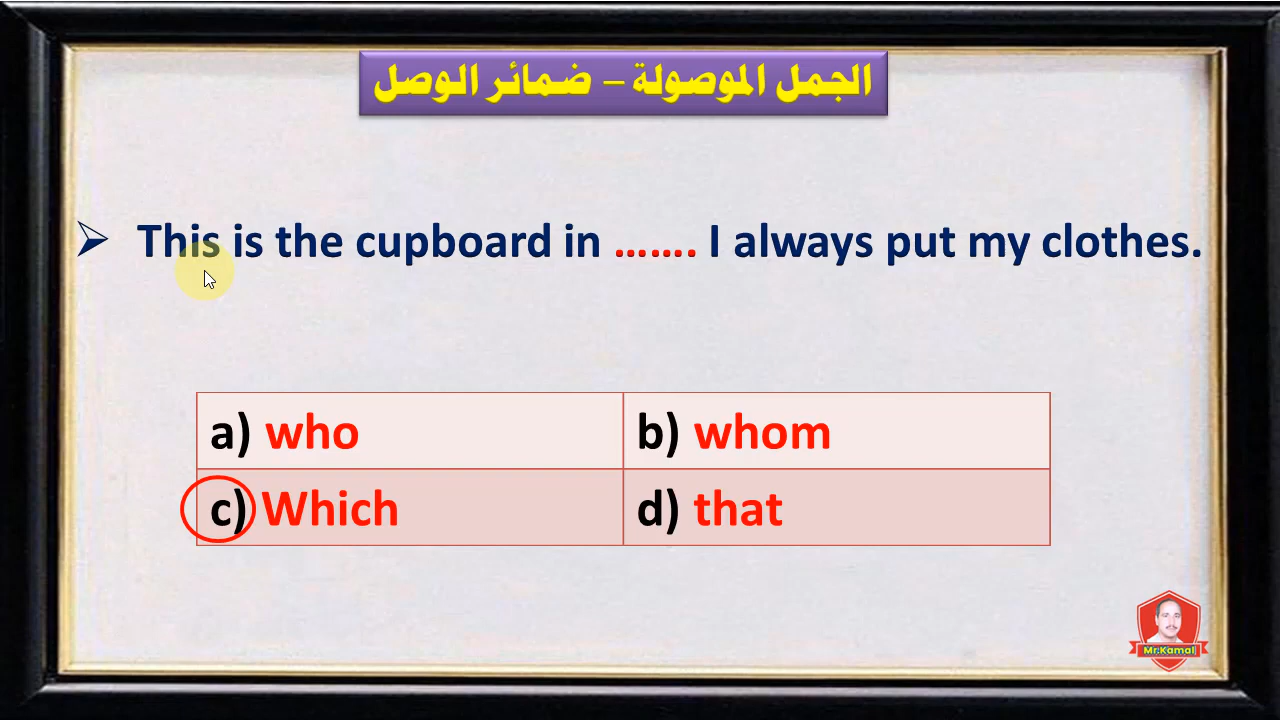 الجمل الموصولة – ضمائر الوصل
➢ This is the cupboard in ....... I always put my clothes.
a) who
b) whom
c) Which
d) that
Mr.Kamal